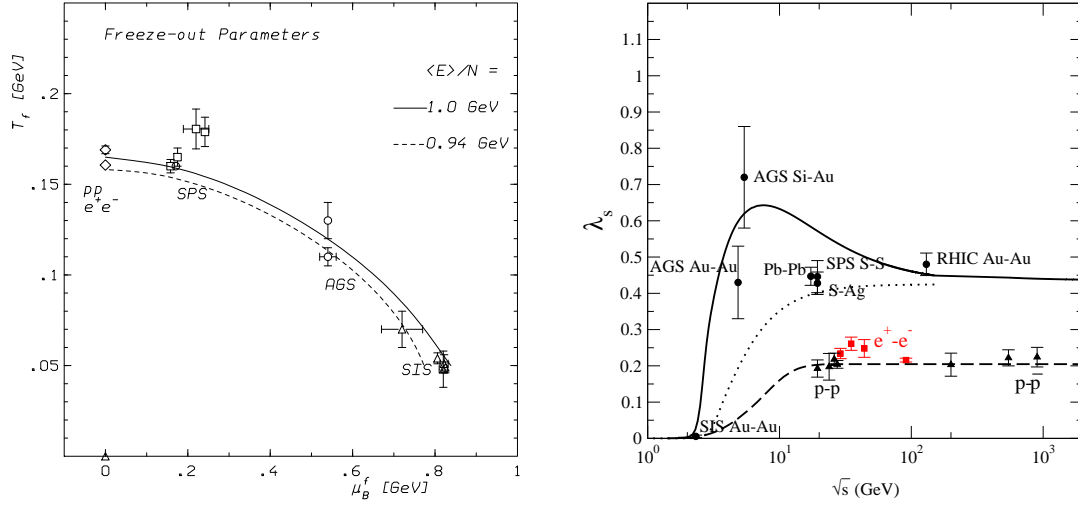 Freeze-out Parameters
<E>/N =
1.0 GeV
0.94 GeV
T_f [GeV]
.2
.15
.1
.05
pp
e⁺e⁻
SPS
AGS
SIS
0
.2
.4
.6
.8
1
μ_B^f [GeV]
1.1
1
0.9
0.8
0.7
0.6
0.5
0.4
0.3
0.2
0.1
0
λ_s
AGS Si-Au
AGS Au-Au
Pb-Pb
SPS S-S
S-Ag
RHIC Au-Au
e⁺-e⁻
p-p
p-p̅
SIS Au-Au
10⁰
10¹
10²
10³
√s (GeV)